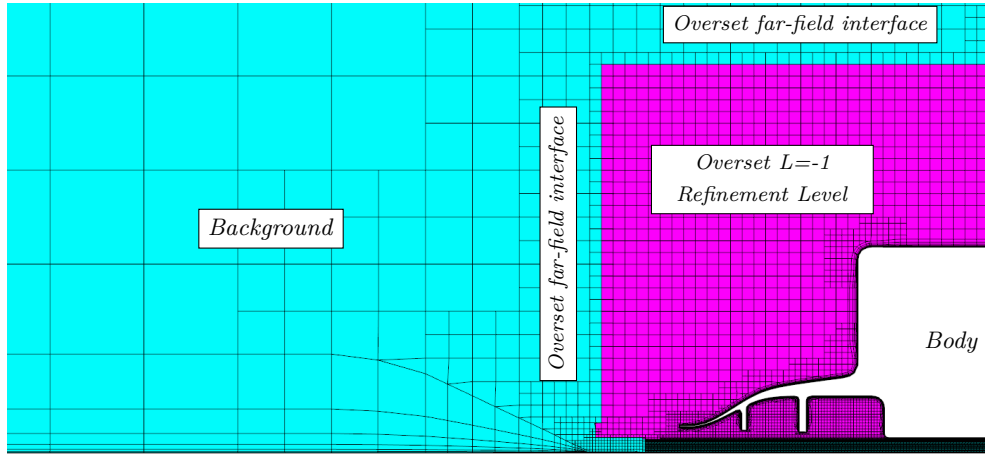 Overset far-field interface
Overset far-field interface
Overset L=-1
Refinement Level
Background
Body